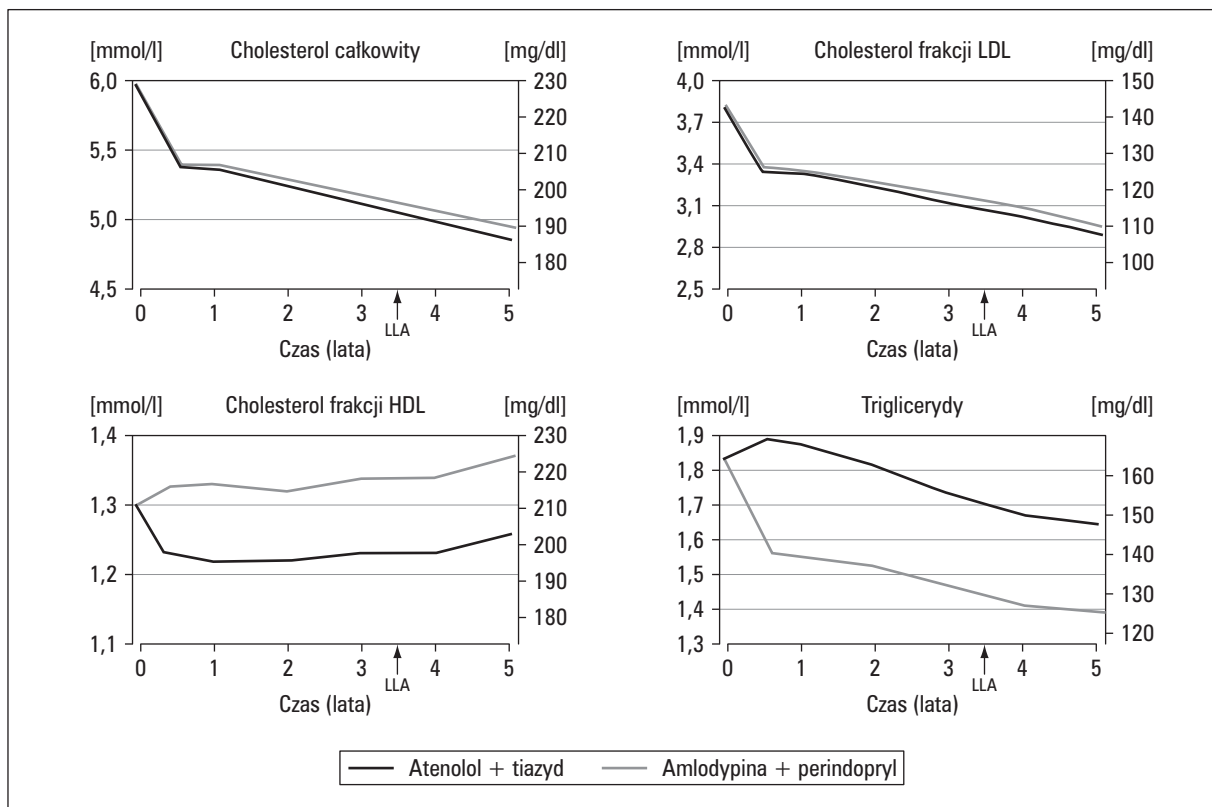 [mmol/l] Cholesterol całkowity [mg/dl]
6,0 230
220
5,5 210
200
5,0 190
180
4,5
0 1 2 3 4 5
LLA
Czas (lata)
[mmol/l] Cholesterol frakcji LDL [mg/dl]
4,0 150
3,7 140
3,4 130
3,1 120
2,8 110
2,5 100
0 1 2 3 4 5
LLA
Czas (lata)
[mmol/l] Cholesterol frakcji HDL [mg/dl]
1,4 230
220
1,3 210
200
1,2 190
180
1,1
0 1 2 3 4 5
LLA
Czas (lata)
[mmol/l] Triglicerydy [mg/dl]
1,9
1,8 160
1,7 150
1,6 140
1,5 130
1,4 120
1,3
0 1 2 3 4 5
LLA
Czas (lata)
Atenolol + tiazyd Amlodypina + perindopryl